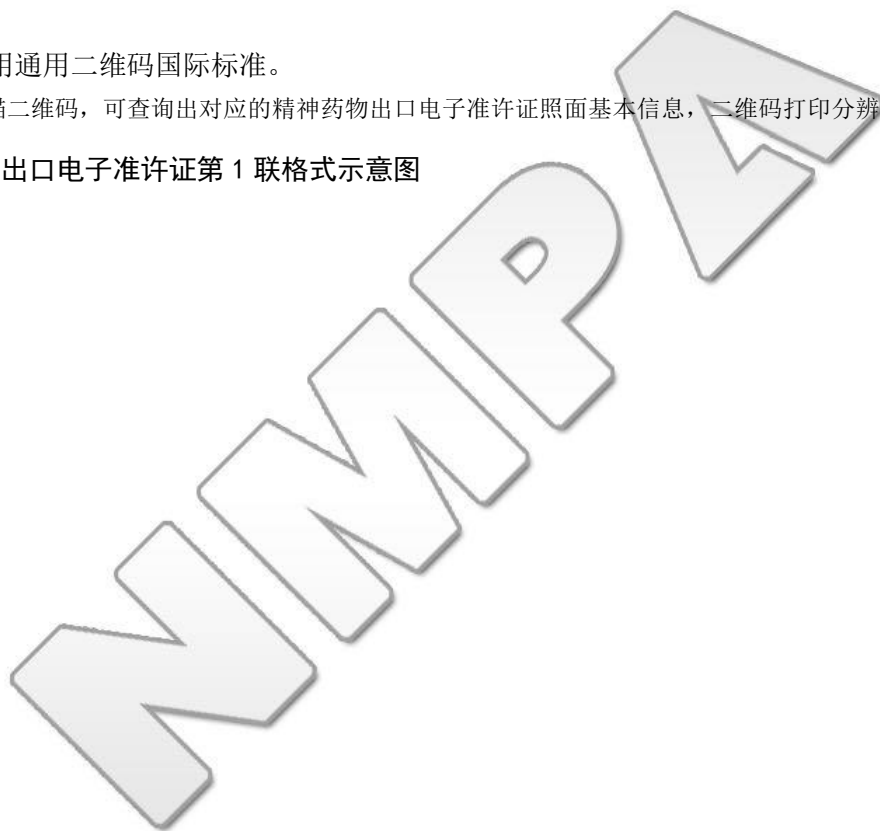 用通用二维码国际标准。
描二维码，可查询出对应的精神药物出口电子准许证照面基本信息，二维码打印分辨
出口电子准许证第 1 联格式示意图
NMPA